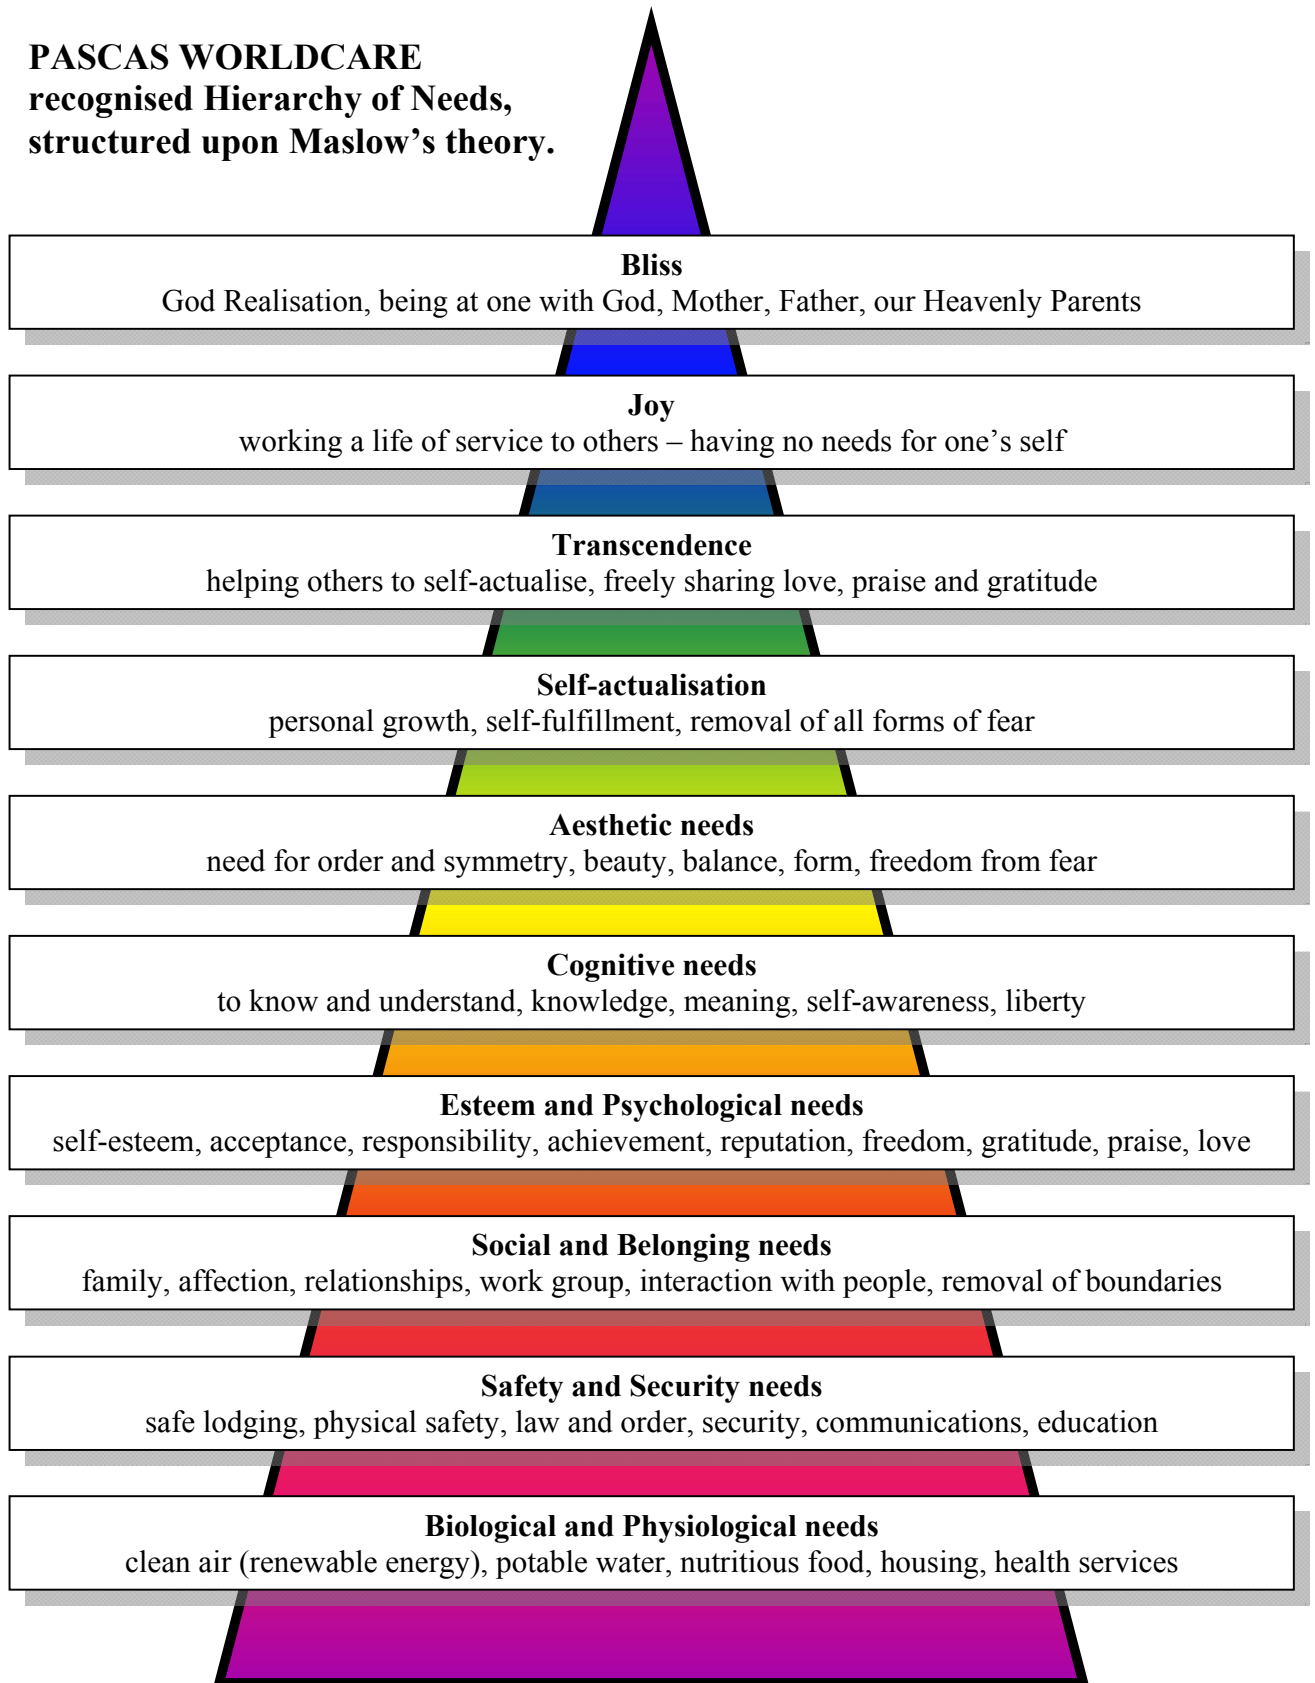 PASCAS WORLDCARE
recognised Hierarchy of Needs,
structured upon Maslow’s theory.
Bliss
God Realisation, being at one with God, Mother, Father, our Heavenly Parents
Joy
working a life of service to others – having no needs for one’s self
Transcendence
helping others to self-actualise, freely sharing love, praise and gratitude
Self-actualisation
personal growth, self-fulfillment, removal of all forms of fear
Aesthetic needs
need for order and symmetry, beauty, balance, form, freedom from fear
Cognitive needs
to know and understand, knowledge, meaning, self-awareness, liberty
Esteem and Psychological needs
self-esteem, acceptance, responsibility, achievement, reputation, freedom, gratitude, praise, love
Social and Belonging needs
family, affection, relationships, work group, interaction with people, removal of boundaries
Safety and Security needs
safe lodging, physical safety, law and order, security, communications, education
Biological and Physiological needs
clean air (renewable energy), potable water, nutritious food, housing, health services